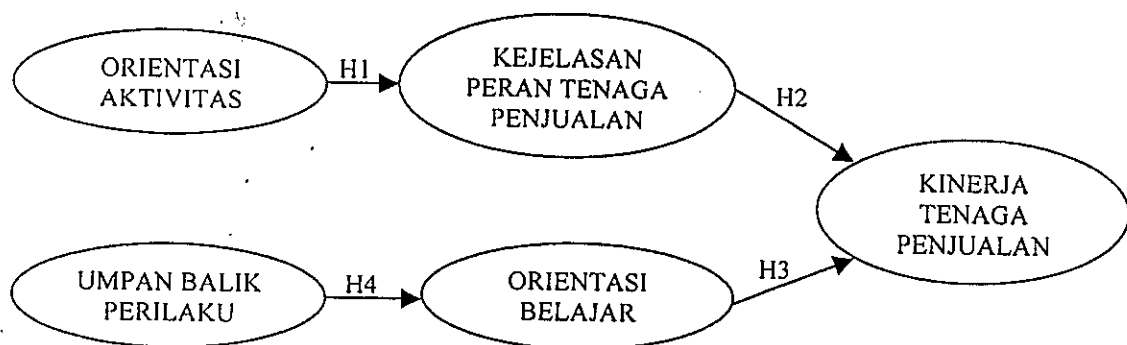 ORIENTASI
AKTIVITAS
H1
KEJELASAN
PERAN TENAGA
PENJUALAN
H2
KINERJA
TENAGA
PENJUALAN
UMPAN BALIK
PERILAKU
H4
ORIENTASI
BELAJAR
H3